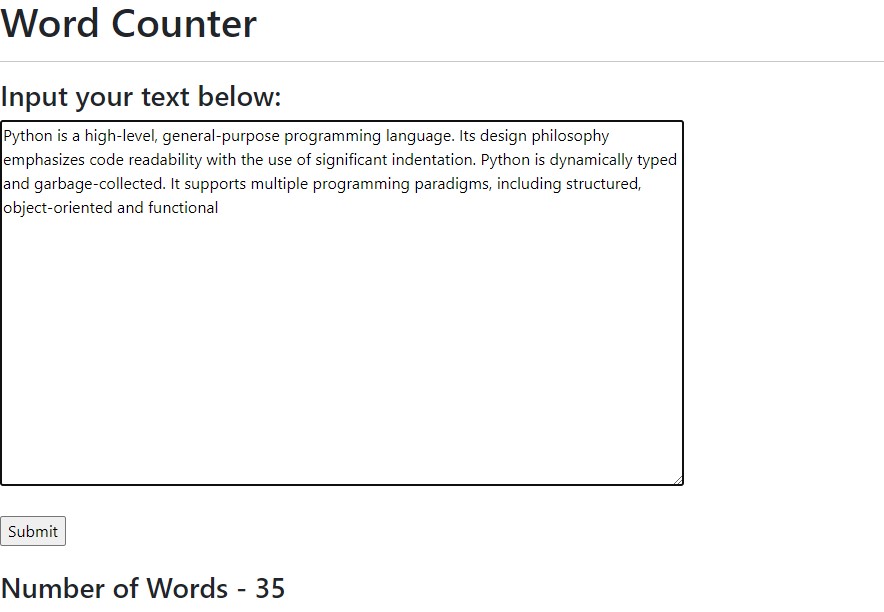 Word Counter
Input your text below:
Python is a high-level, general-purpose programming language. Its design philosophy
emphasizes code readability with the use of significant indentation. Python is dynamically typed
and garbage-collected. It supports multiple programming paradigms, including structured,
object-oriented and functional
Submit
Number of Words - 35